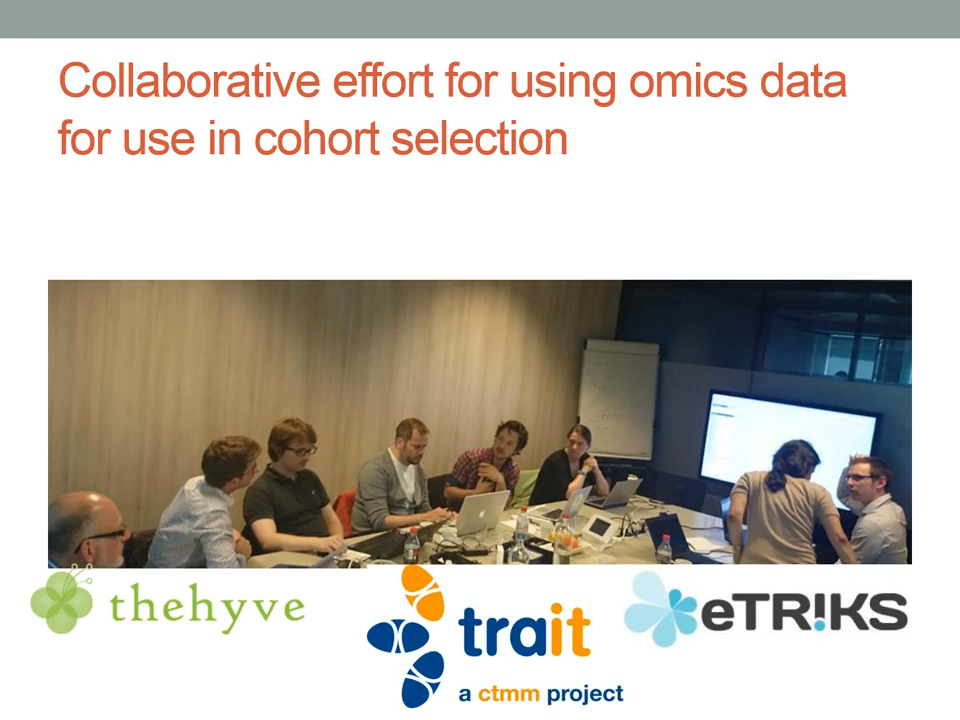 Collaborative effort for using omics data
for use in cohort selection
thehyve
trait
a ctmm project
eTRIKS